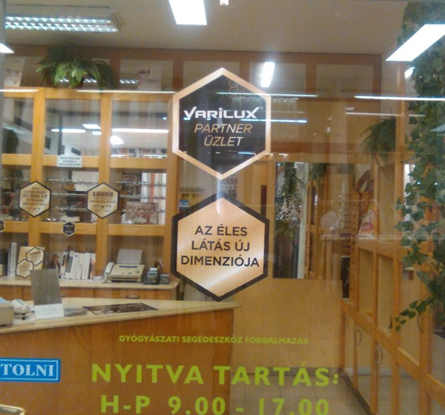 VARILUX
PARTNER
ÜZLET
AZ ÉLES
LÁTÁS ÚJ
DIMENZIÓJA
GYÓGYÁSZATI SEGÉDESZKÖZ FORGALMAZÁS
TOLNI
NYITVA TARTÁS:
H-P 9.00 - 17.00